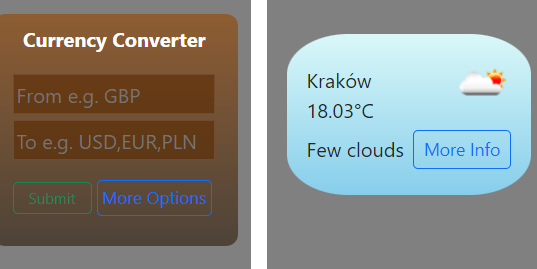 Currency Converter
From e.g. GBP
To e.g. USD,EUR,PLN
Submit More Options
Kraków
18.03°C
Few clouds More Info